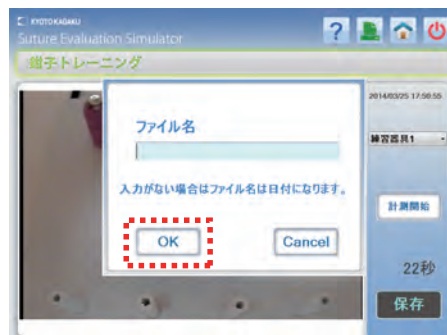 KYOTO KAGAKU
Suture Evaluation Simulator
?
鉗子トレーニング
2014/03/25 17:50:55
ファイル名
練習器具1
入力がない場合はファイル名は日付になります。
計測開始
OK
Cancel
22秒
保存